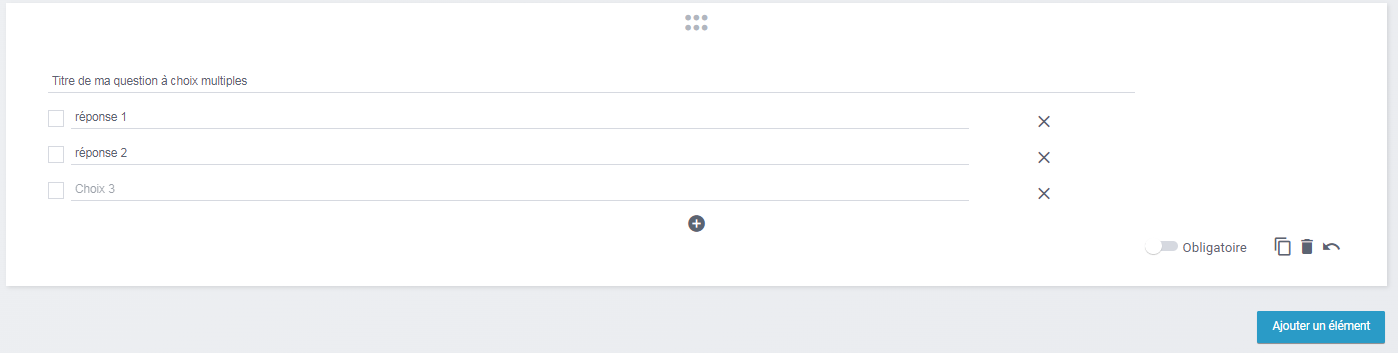 Titre de ma question à choix multiples
réponse 1
réponse 2
Choix 3
Obligatoire
Ajouter un élément